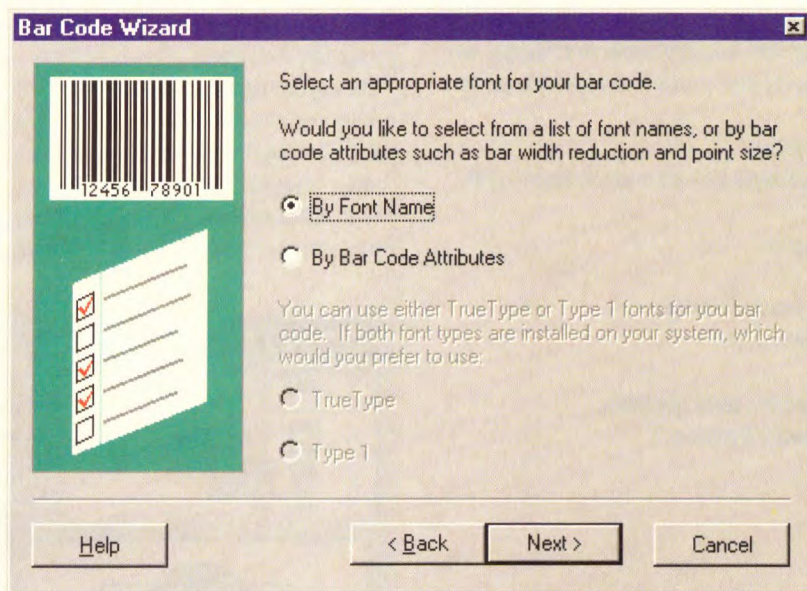 Bar Code Wizard
12456 78901
Select an appropriate font for your bar code.
Would you like to select from a list of font names, or by bar
code attributes such as bar width reduction and point size?
By Font Name
By Bar Code Attributes
You can use either TrueType or Type 1 fonts for you bar
code. If both font types are installed on your system, which
would you prefer to use:
TrueType
Type 1
Help
< Back
Next >
Cancel